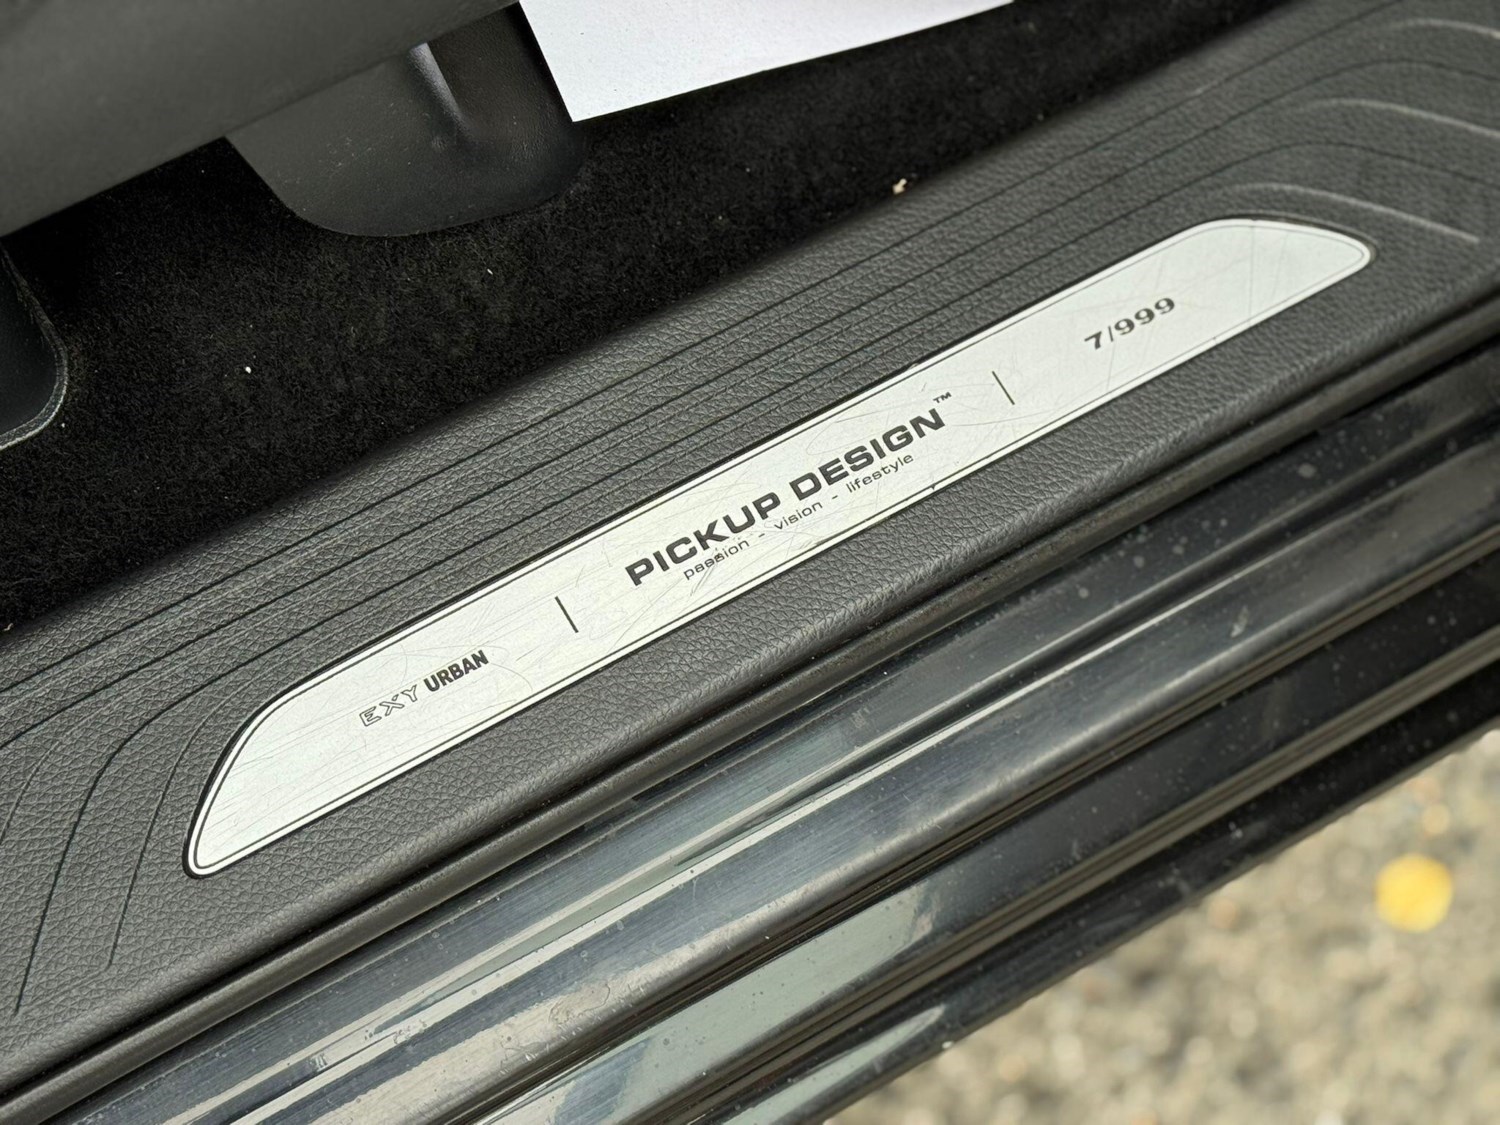 EXY URBAN
PICKUP DESIGN™
passion - vision - lifestyle
7/999